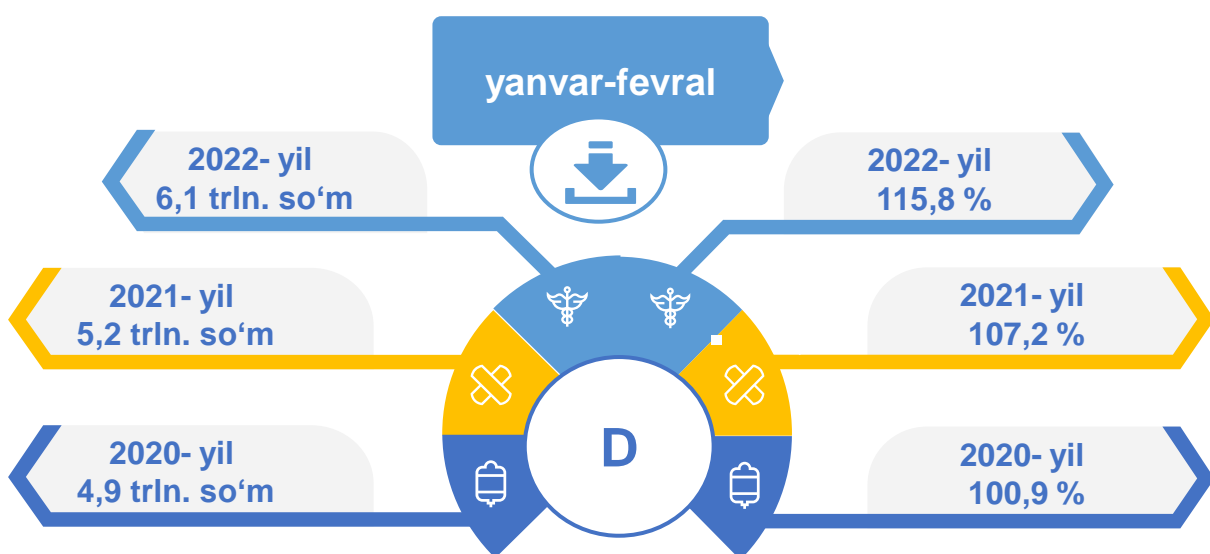 yanvar-fevral
2022- yil
6,1 trln. so‘m
2022- yil
115,8 %
2021- yil
5,2 trln. so‘m
2021- yil
107,2 %
D
2020- yil
4,9 trln. so‘m
2020- yil
100,9 %